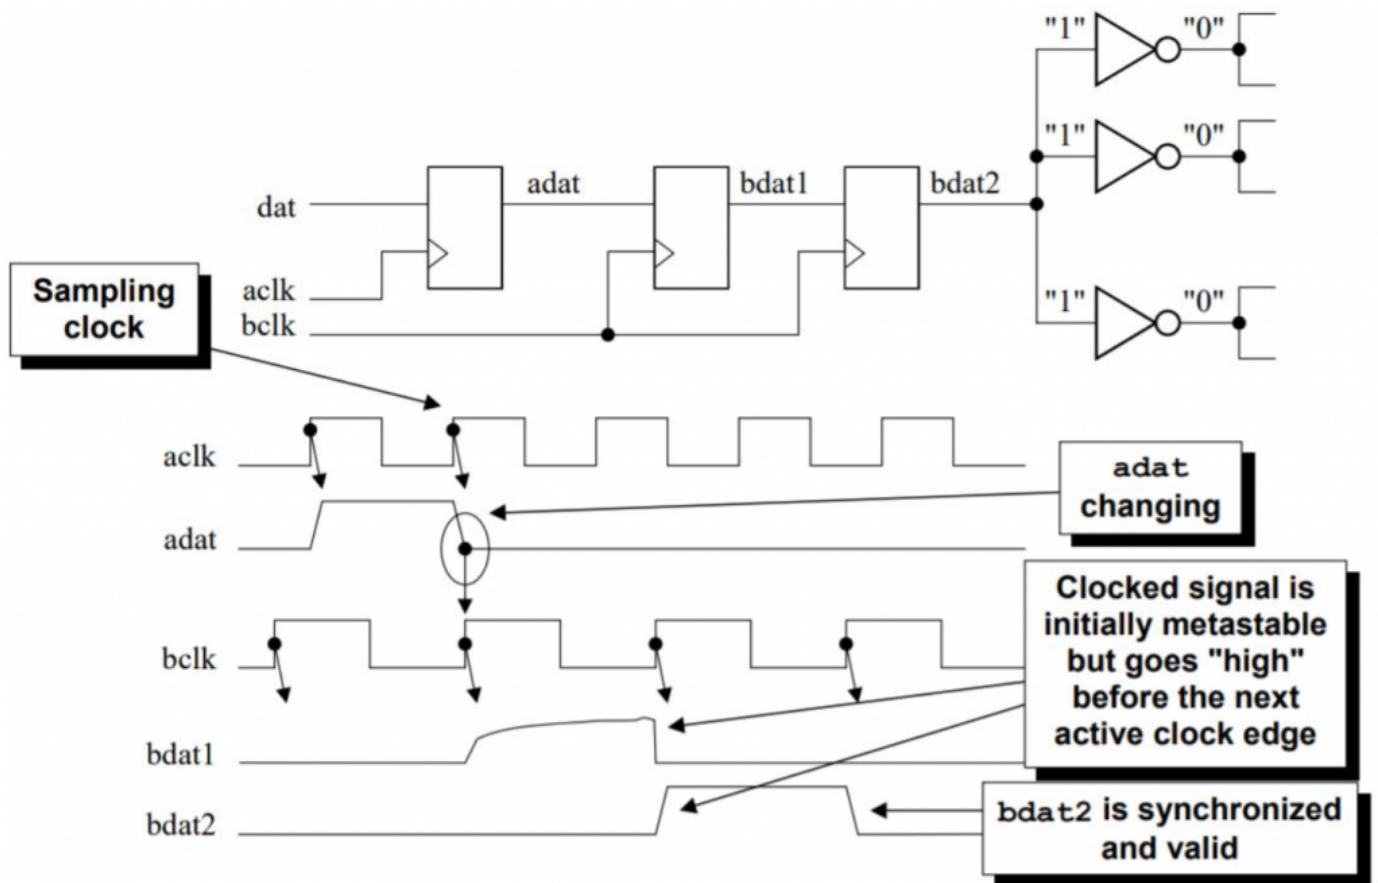 "1" "0"
"1" "0"
adat bdat1 bdat2
dat
Sampling
clock
aclk
bclk
"1" "0"
aclk
adat
changing
adat
Clocked signal is
initially metastable
but goes "high"
before the next
active clock edge
bclk
bdat1
bdat2
bdat2 is synchronized
and valid